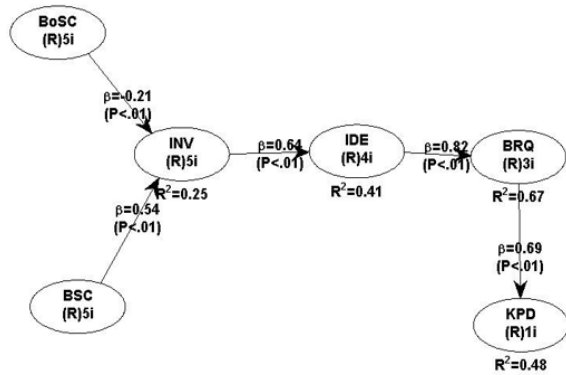 BoSC
(R)5i
β=-0.21
(P<.01)
INV
(R)5i
R²=0.25
β=0.54
(P<.01)
BSC
(R)5i
β=0.64
(P<.01)
IDE
(R)4i
R²=0.41
β=0.82
(P<.01)
BRQ
(R)3i
R²=0.67
β=0.69
(P<.01)
KPD
(R)1i
R²=0.48